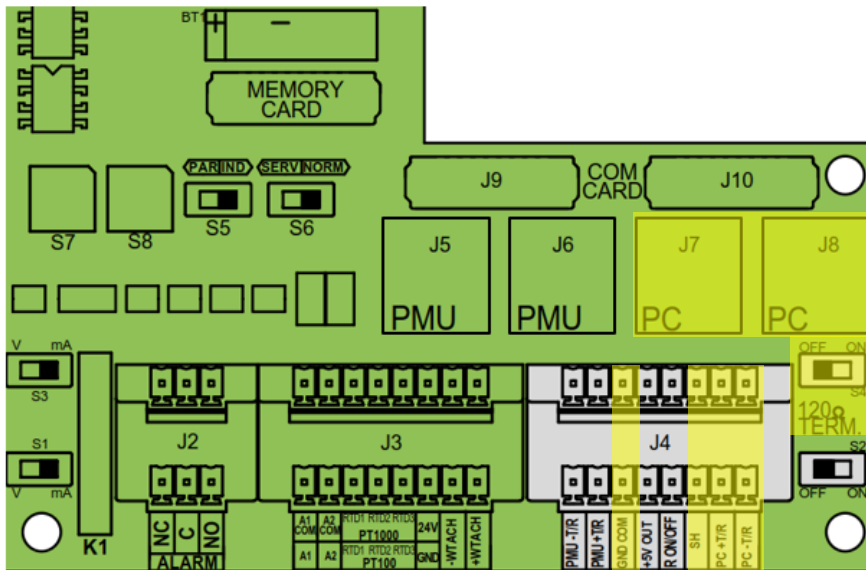 BT1 + −
MEMORY
CARD
PAR IND SERV NORM
S7 S8 S5 S6
J9 COM
CARD J10
J5 J6 J7 J8
PMU PMU PC PC
V mA
S3
OFF ON
S4
120Ω
TERM.
S1
V mA
S2
OFF ON
J2 J3 J4
K1
NC
C
NO
ALARM
A1
COM
A2
COM
RTD1 RTD2 RTD3
PT1000
24V
A1
A2
RTD1 RTD2 RTD3
PT100
GND
-WTACH
+WTACH
PMU -T/R
PMU +T/R
GND COM
+5V OUT
R ON/OFF
SH
PC +T/R
PC -T/R